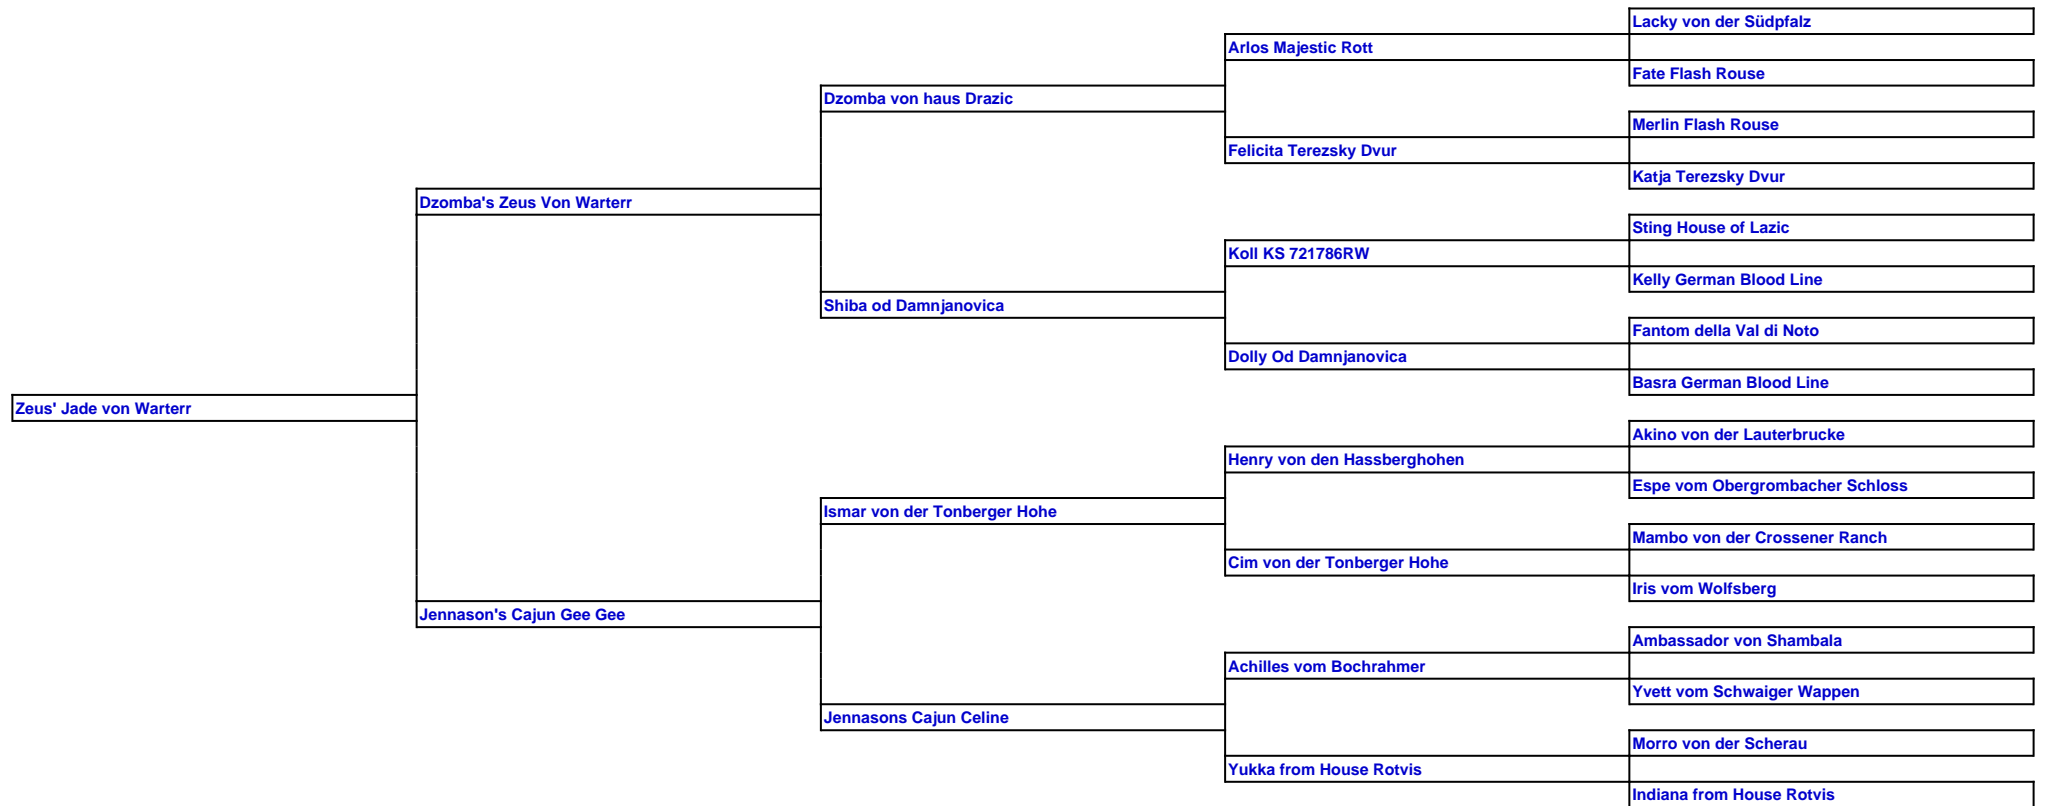 Lacky von der Südpfalz
Arlos Majestic Rott
Fate Flash Rouse
Dzomba von haus Drazic
Merlin Flash Rouse
Felicita Terezsky Dvur
Katja Terezsky Dvur
Dzomba's Zeus Von Warterr
Sting House of Lazic
Koll KS 721786RW
Kelly German Blood Line
Shiba od Damnjanovica
Fantom della Val di Noto
Dolly Od Damnjanovica
Basra German Blood Line
Zeus' Jade von Warterr
Akino von der Lauterbrucke
Henry von den Hassberghohen
Espe vom Obergrombacher Schloss
Ismar von der Tonberger Hohe
Mambo von der Crossener Ranch
Cim von der Tonberger Hohe
Iris vom Wolfsberg
Jennason's Cajun Gee Gee
Ambassador von Shambala
Achilles vom Bochrahmer
Yvett vom Schwaiger Wappen
Jennasons Cajun Celine
Morro von der Scherau
Yukka from House Rotvis
Indiana from House Rotvis